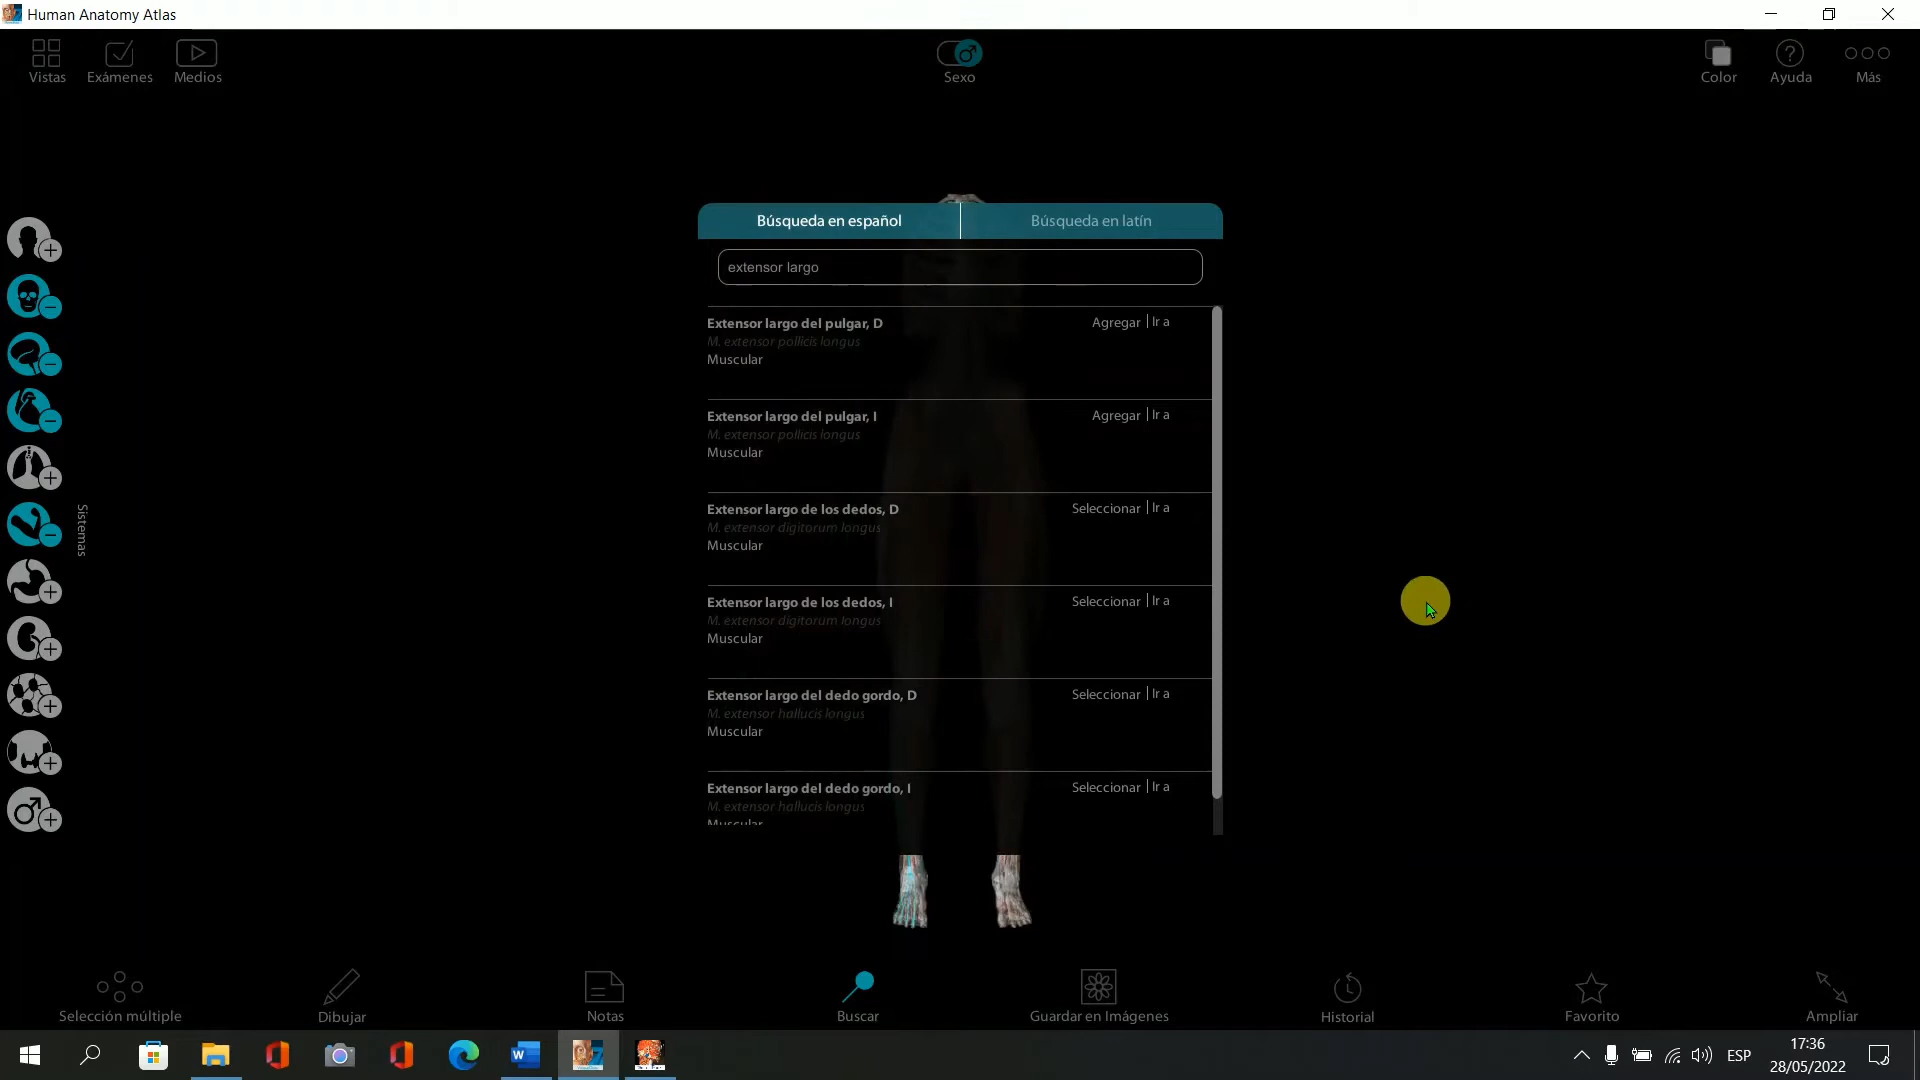 Human Anatomy Atlas
Vistas
Exámenes
Medios
Sexo
Color
Ayuda
Más
Búsqueda en español
Búsqueda en latín
extensor largo
Extensor largo del pulgar, D
Agregar | Ir a
M. extensor pollicis longus
Muscular
Extensor largo del pulgar, I
Agregar | Ir a
M. extensor pollicis longus
Muscular
Extensor largo de los dedos, D
Seleccionar | Ir a
M. extensor digitorum longus
Muscular
Extensor largo de los dedos, I
Seleccionar | Ir a
M. extensor digitorum longus
Muscular
Extensor largo del dedo gordo, D
Seleccionar | Ir a
M. extensor hallucis longus
Muscular
Extensor largo del dedo gordo, I
Seleccionar | Ir a
M. extensor hallucis longus
Muscular
Sistemas
Selección múltiple
Dibujar
Notas
Buscar
Guardar en Imágenes
Historial
Favorito
Ampliar
ESP
17:36
28/05/2022